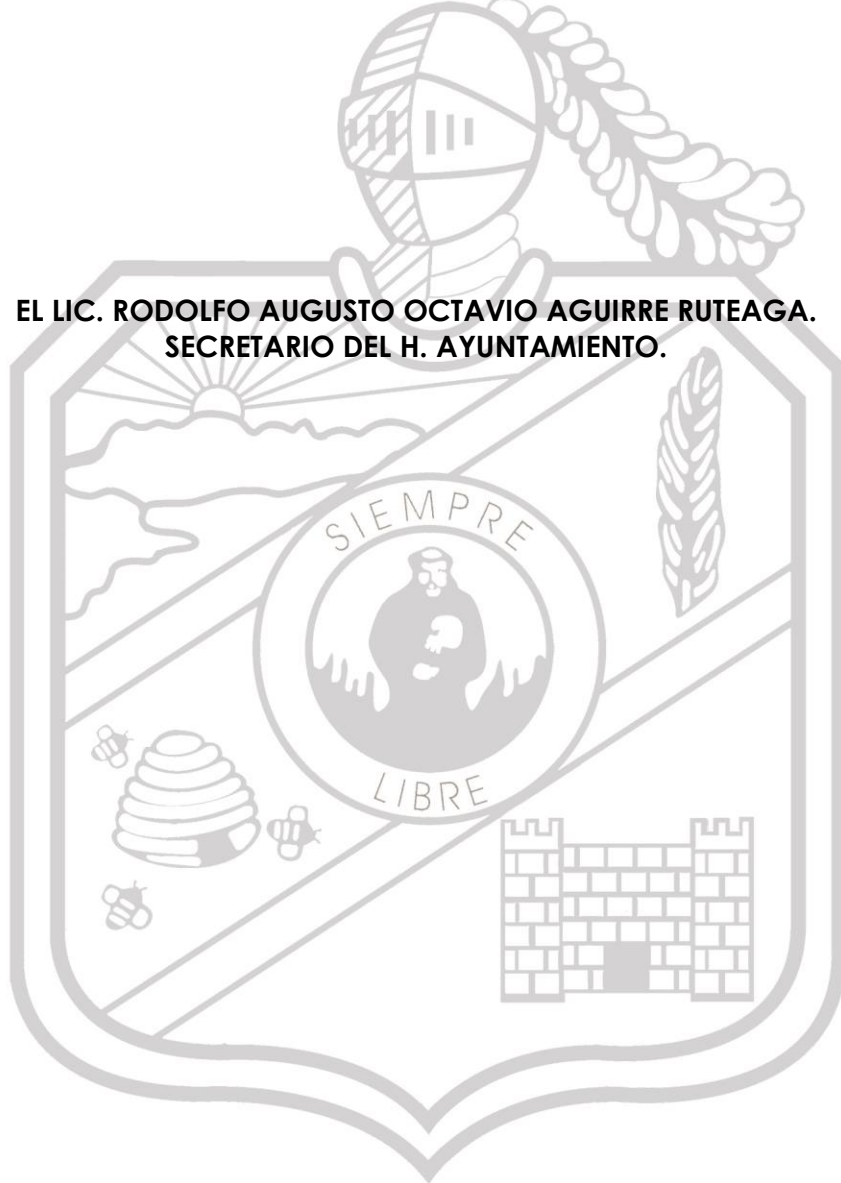 EL LIC. RODOLFO AUGUSTO OCTAVIO AGUIRRE RUTEAGA.
SECRETARIO DEL H. AYUNTAMIENTO.
SIEMPRE
LIBRE